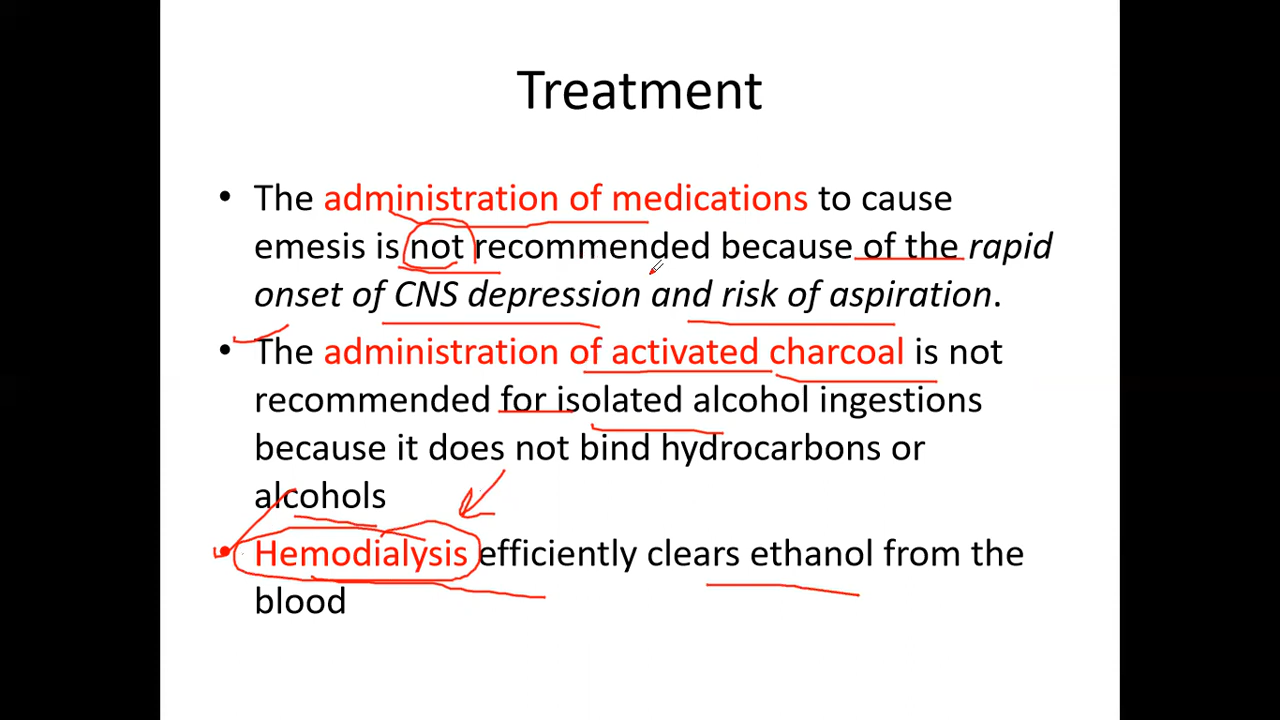 Treatment
• The administration of medications to cause
emesis is not recommended because of the rapid
onset of CNS depression and risk of aspiration.
• The administration of activated charcoal is not
recommended for isolated alcohol ingestions
because it does not bind hydrocarbons or
alcohols
• Hemodialysis efficiently clears ethanol from the
blood